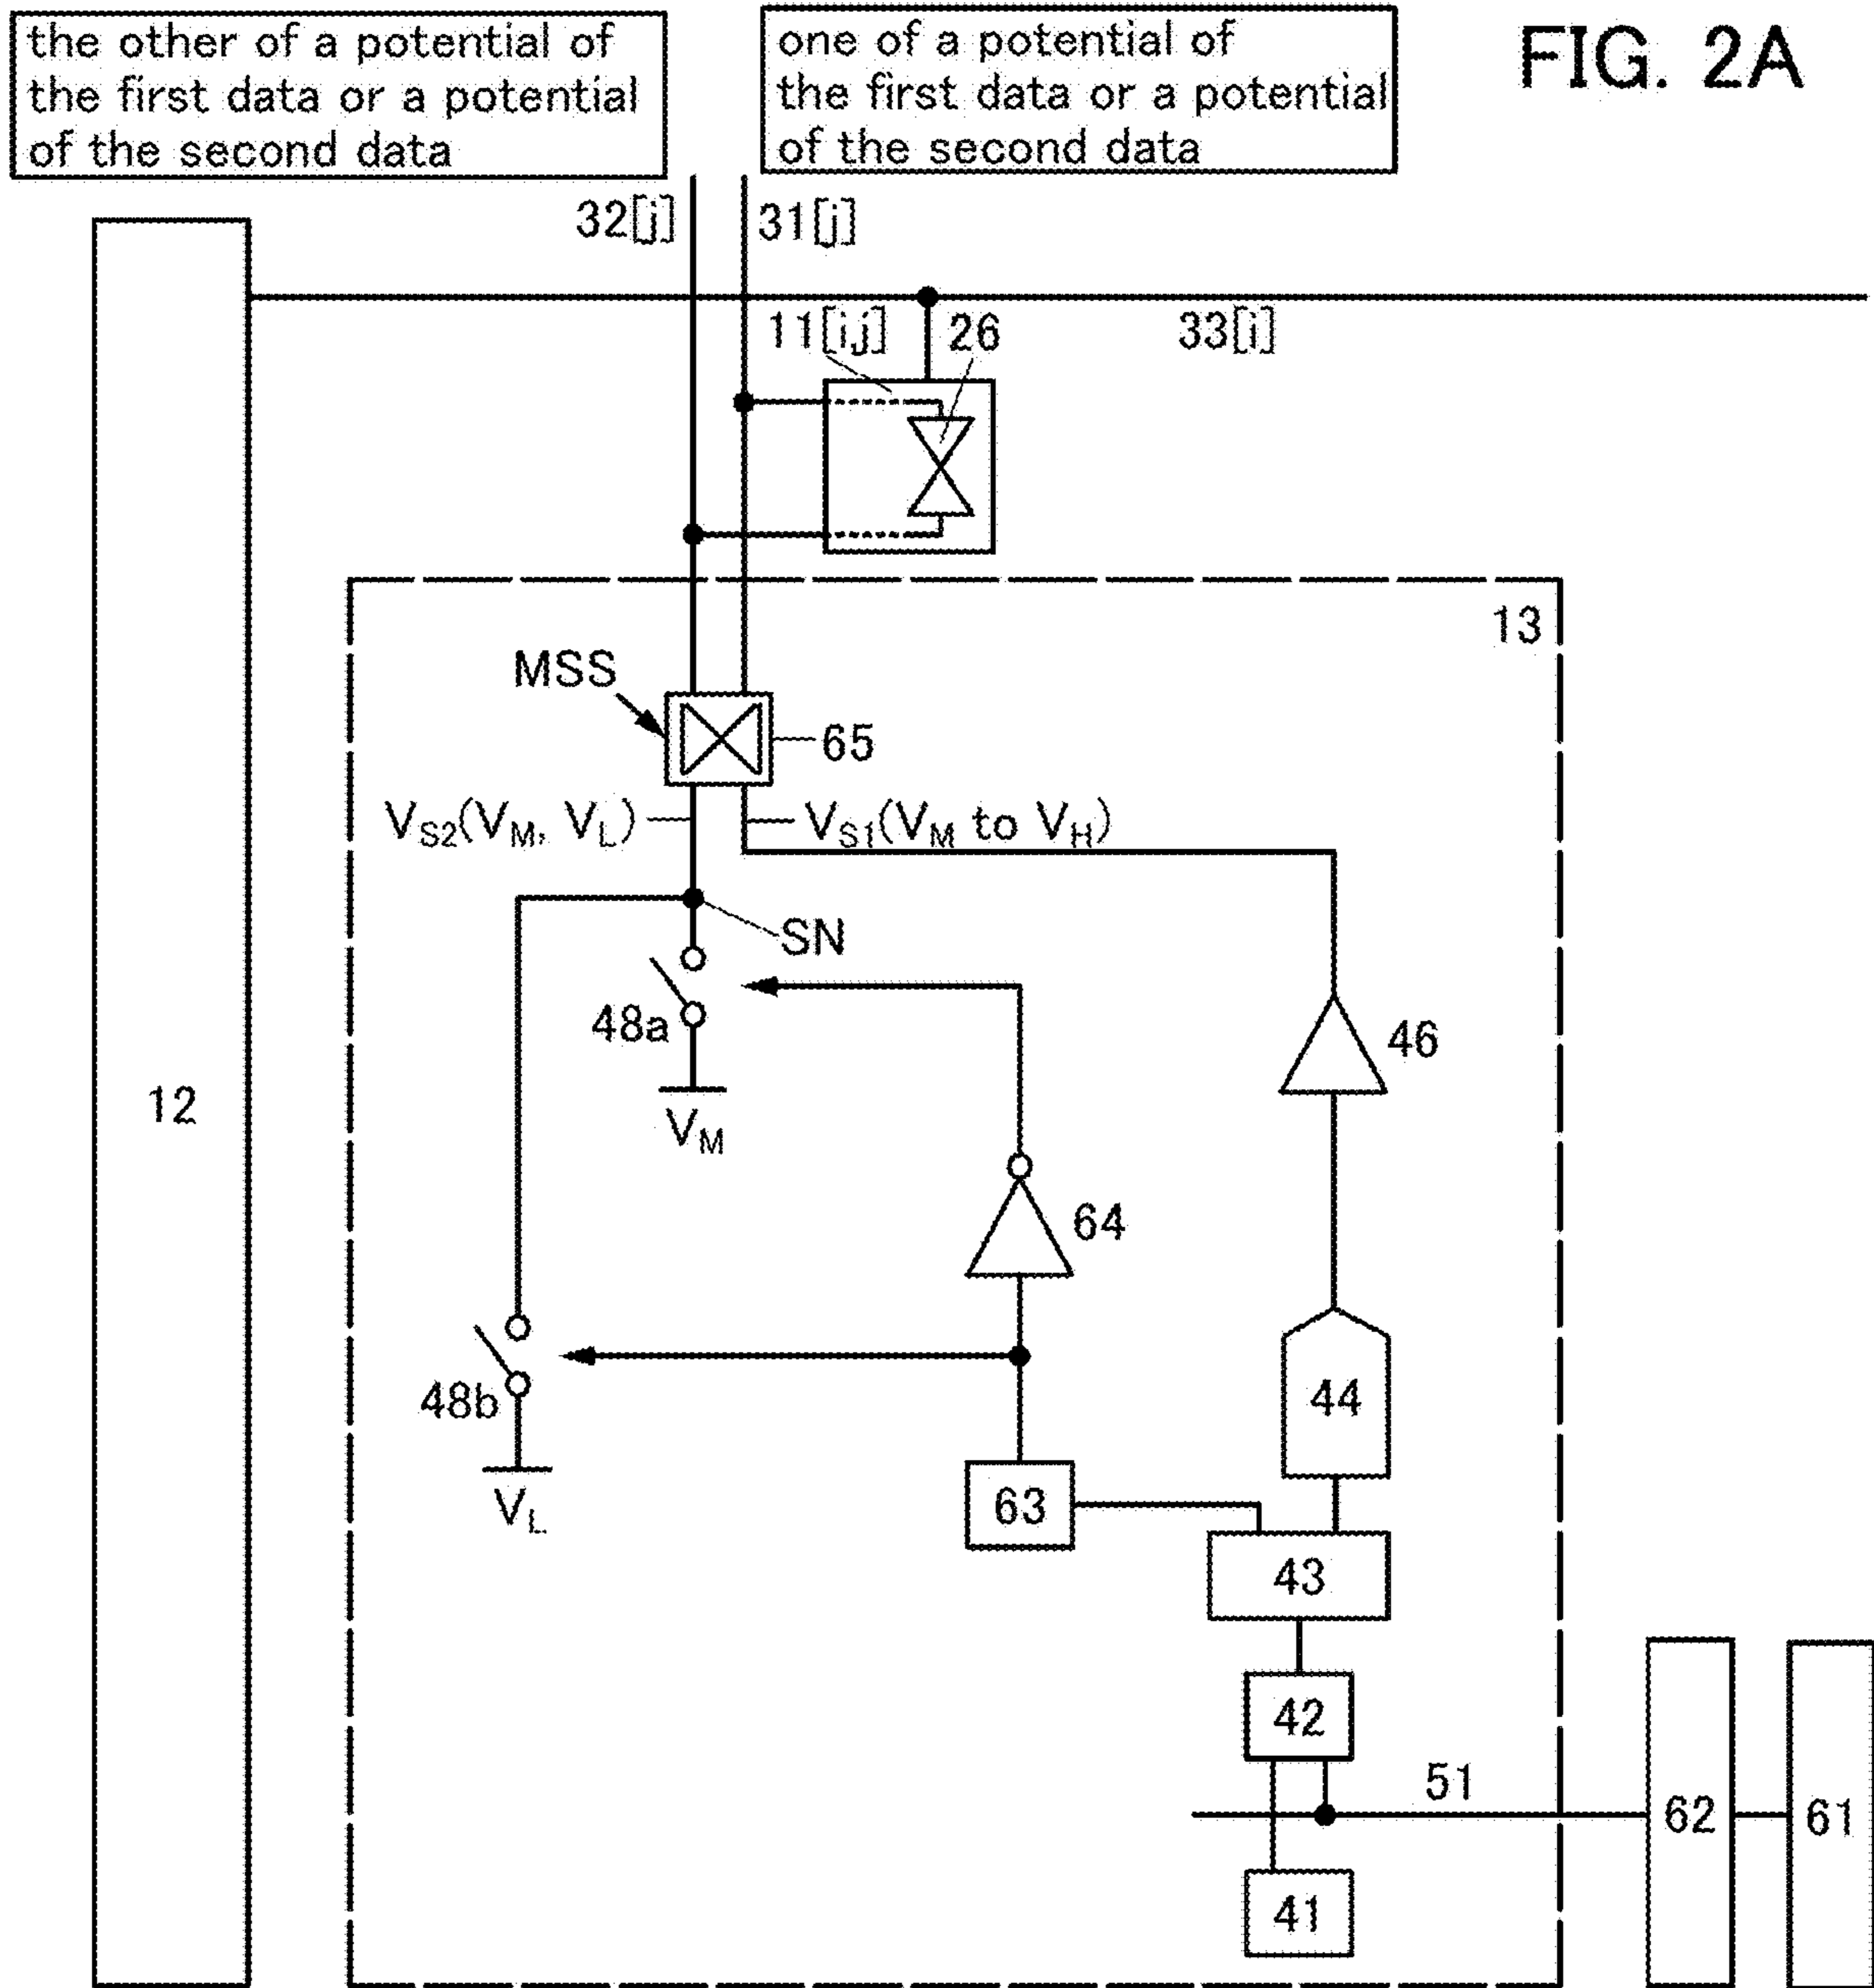 the other of a potential of
the first data or a potential
of the second data
one of a potential of
the first data or a potential
of the second data
FIG. 2A
32[j]
31[j]
11[i,j]
26
33[i]
13
MSS
65
VS2(VM, VL)
VS1(VM to VH)
SN
48a
46
12
VM
64
48b
44
VL
63
43
42
51
62
61
41